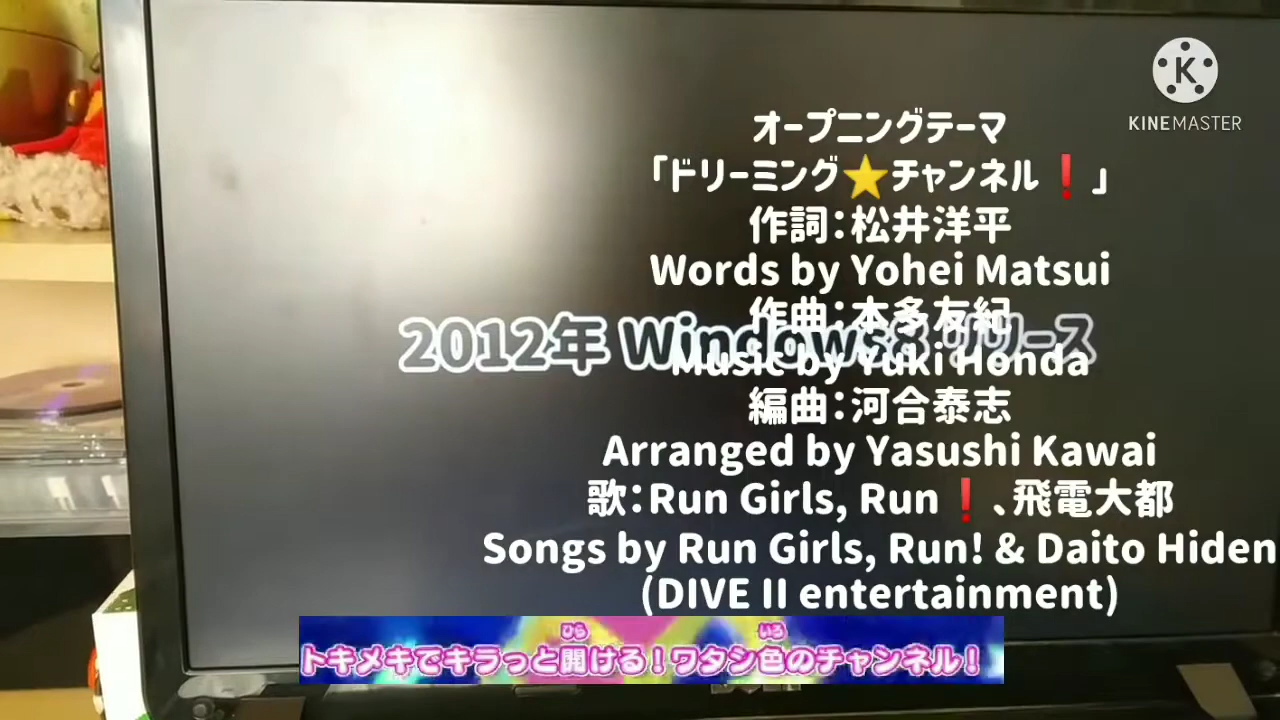 K
KINEMASTER
オープニングテーマ
「ドリーミング⭐チャンネル❗」
作詞:松井洋平
Words by Yohei Matsui
作曲:本多友紀
2012年 Windows8 リリース
Music by Yuki Honda
編曲:河合泰志
Arranged by Yasushi Kawai
歌:Run Girls, Run❗、飛電大都
Songs by Run Girls, Run! & Daito Hiden
(DIVE II entertainment)
ひら いろ
トキメキでキラっと開ける!ワタシ色のチャンネル!